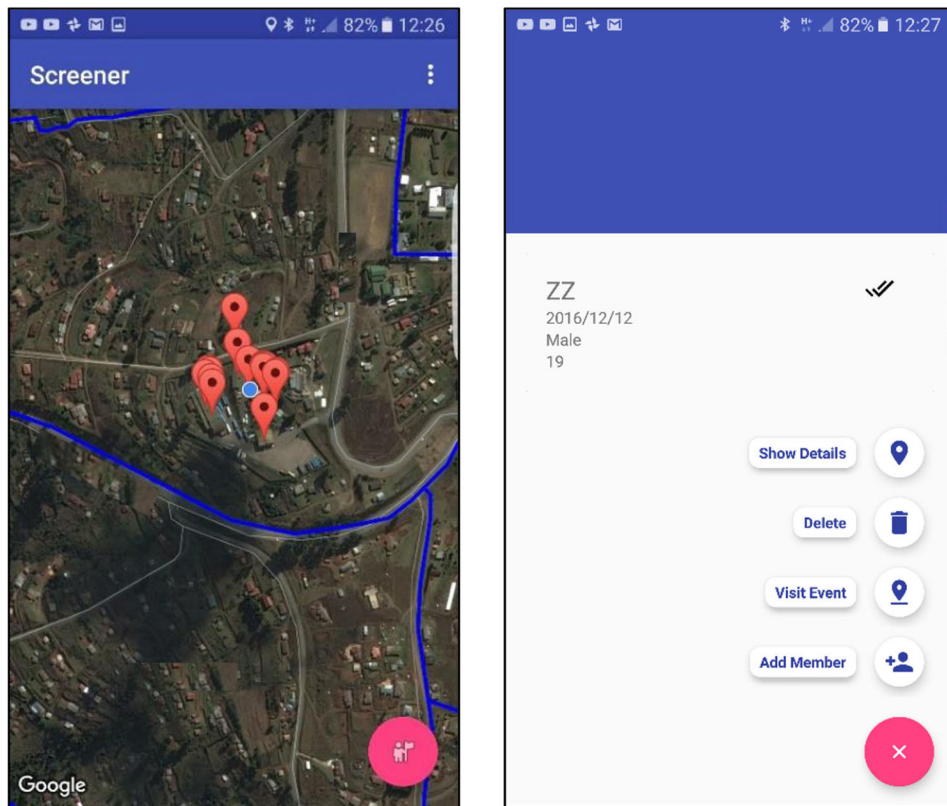 82% 12:26
Screener
Google
82% 12:27
ZZ
2016/12/12
Male
19
Show Details
Delete
Visit Event
Add Member